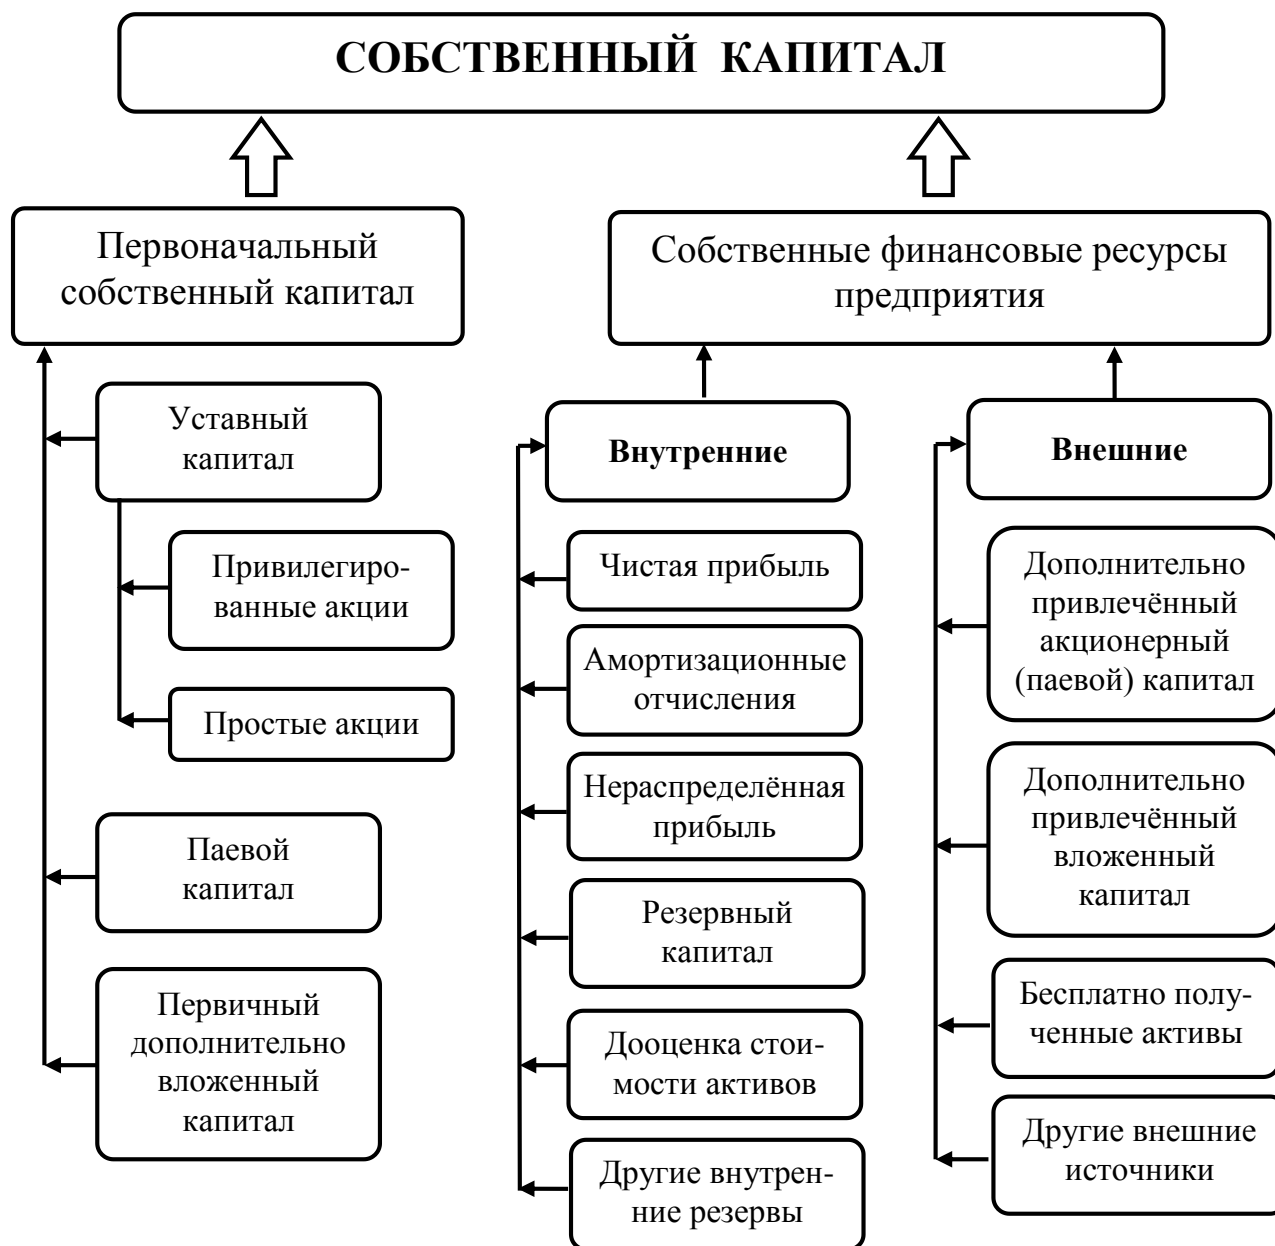 СОБСТВЕННЫЙ КАПИТАЛ
Первоначальный
собственный капитал
Собственные финансовые ресурсы
предприятия
Уставный
капитал
Привилегиро-
ванные акции
Простые акции
Паевой
капитал
Первичный
дополнительно
вложенный
капитал
Внутренние
Чистая прибыль
Амортизационные
отчисления
Нераспределённая
прибыль
Резервный
капитал
Дооценка стои-
мости активов
Другие внутрен-
ние резервы
Внешние
Дополнительно
привлечённый
акционерный
(паевой) капитал
Дополнительно
привлечённый
вложенный
капитал
Бесплатно полу-
ченные активы
Другие внешние
источники